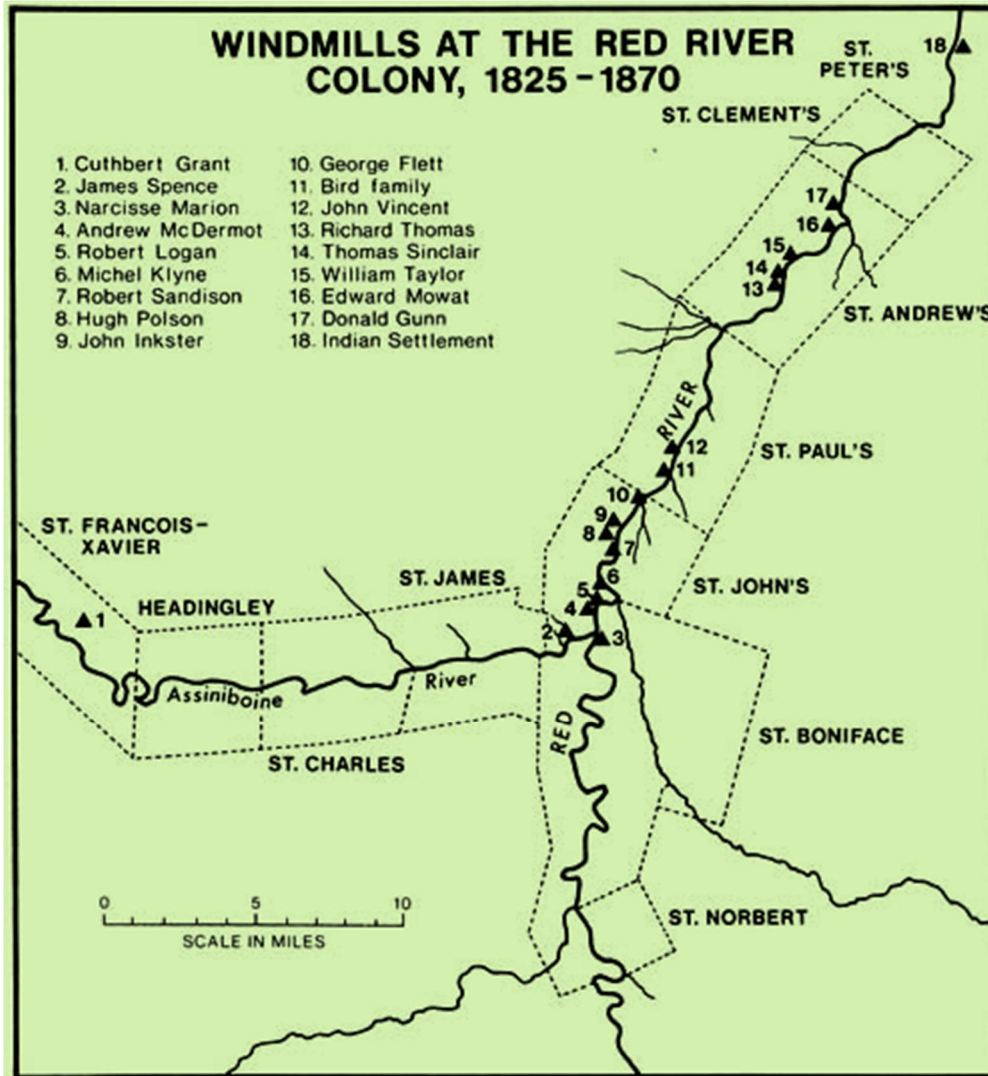 WINDMILLS AT THE RED RIVER
COLONY, 1825-1870
1. Cuthbert Grant
2. James Spence
3. Narcisse Marion
4. Andrew McDermot
5. Robert Logan
6. Michel Klyne
7. Robert Sandison
8. Hugh Polson
9. John Inkster
10. George Flett
11. Bird family
12. John Vincent
13. Richard Thomas
14. Thomas Sinclair
15. William Taylor
16. Edward Mowat
17. Donald Gunn
18. Indian Settlement
ST.
PETER'S
18
ST. CLEMENT'S
17
16
15
14
13
ST. ANDREW'S
RIVER
12
11
ST. PAUL'S
10
9
8
7
ST. FRANCOIS-
XAVIER
6
ST. JAMES
5
ST. JOHN'S
HEADINGLEY
4
1
2
3
Assiniboine
River
RED
ST. BONIFACE
ST. CHARLES
0 5 10
SCALE IN MILES
ST. NORBERT